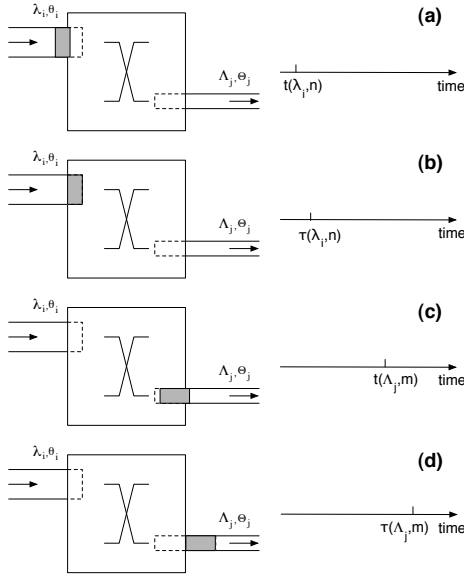 (a)
λi,θi
Λj,Θj
t(λi,n)
time
(b)
λi,θi
Λj,Θj
τ(λi,n)
time
(c)
λi,θi
Λj,Θj
t(Λj,m)
time
(d)
λi,θi
Λj,Θj
τ(Λj,m)
time